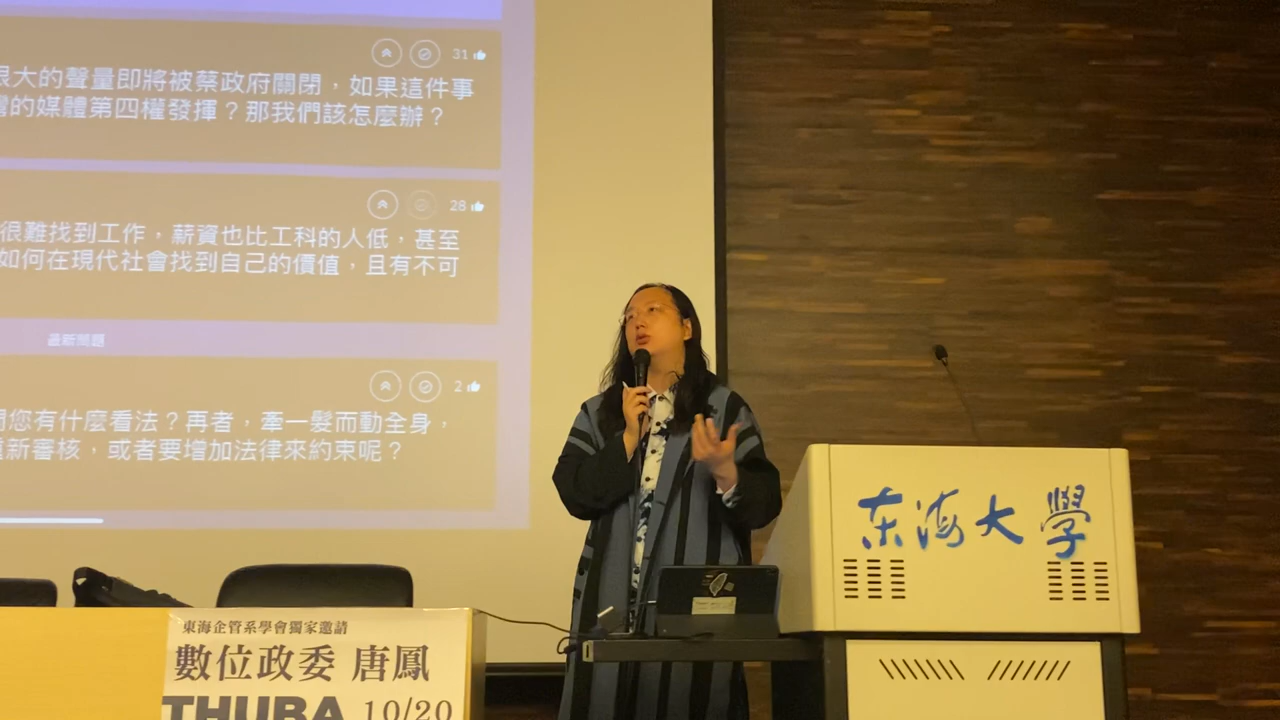 31
很大的聲量即將被蔡政府關閉，如果這件事
灣的媒體第四權發揮？那我們該怎麼辦？
28
很難找到工作，薪資也比工科的人低，甚至
如何在現代社會找到自己的價值，且有不可
最新問題
2
問您有什麼看法？再者，牽一髮而動全身，
重新審核，或者要增加法律來約束呢？
东海大學
東海企管系學會獨家邀請
數位政委 唐鳳
THUBA 10/20